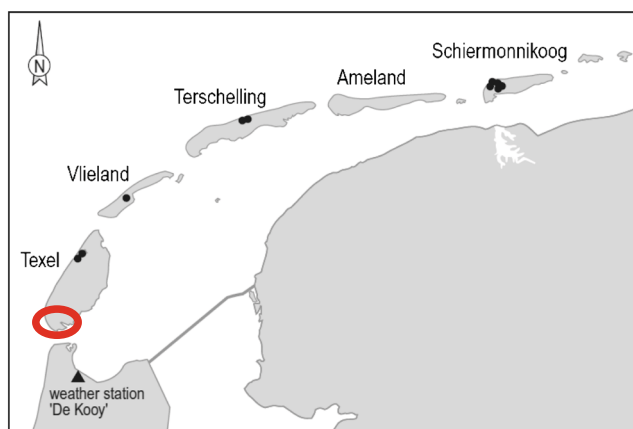 N
Schiermonnikoog
Ameland
Terschelling
Vlieland
Texel
weather station
'De Kooy'